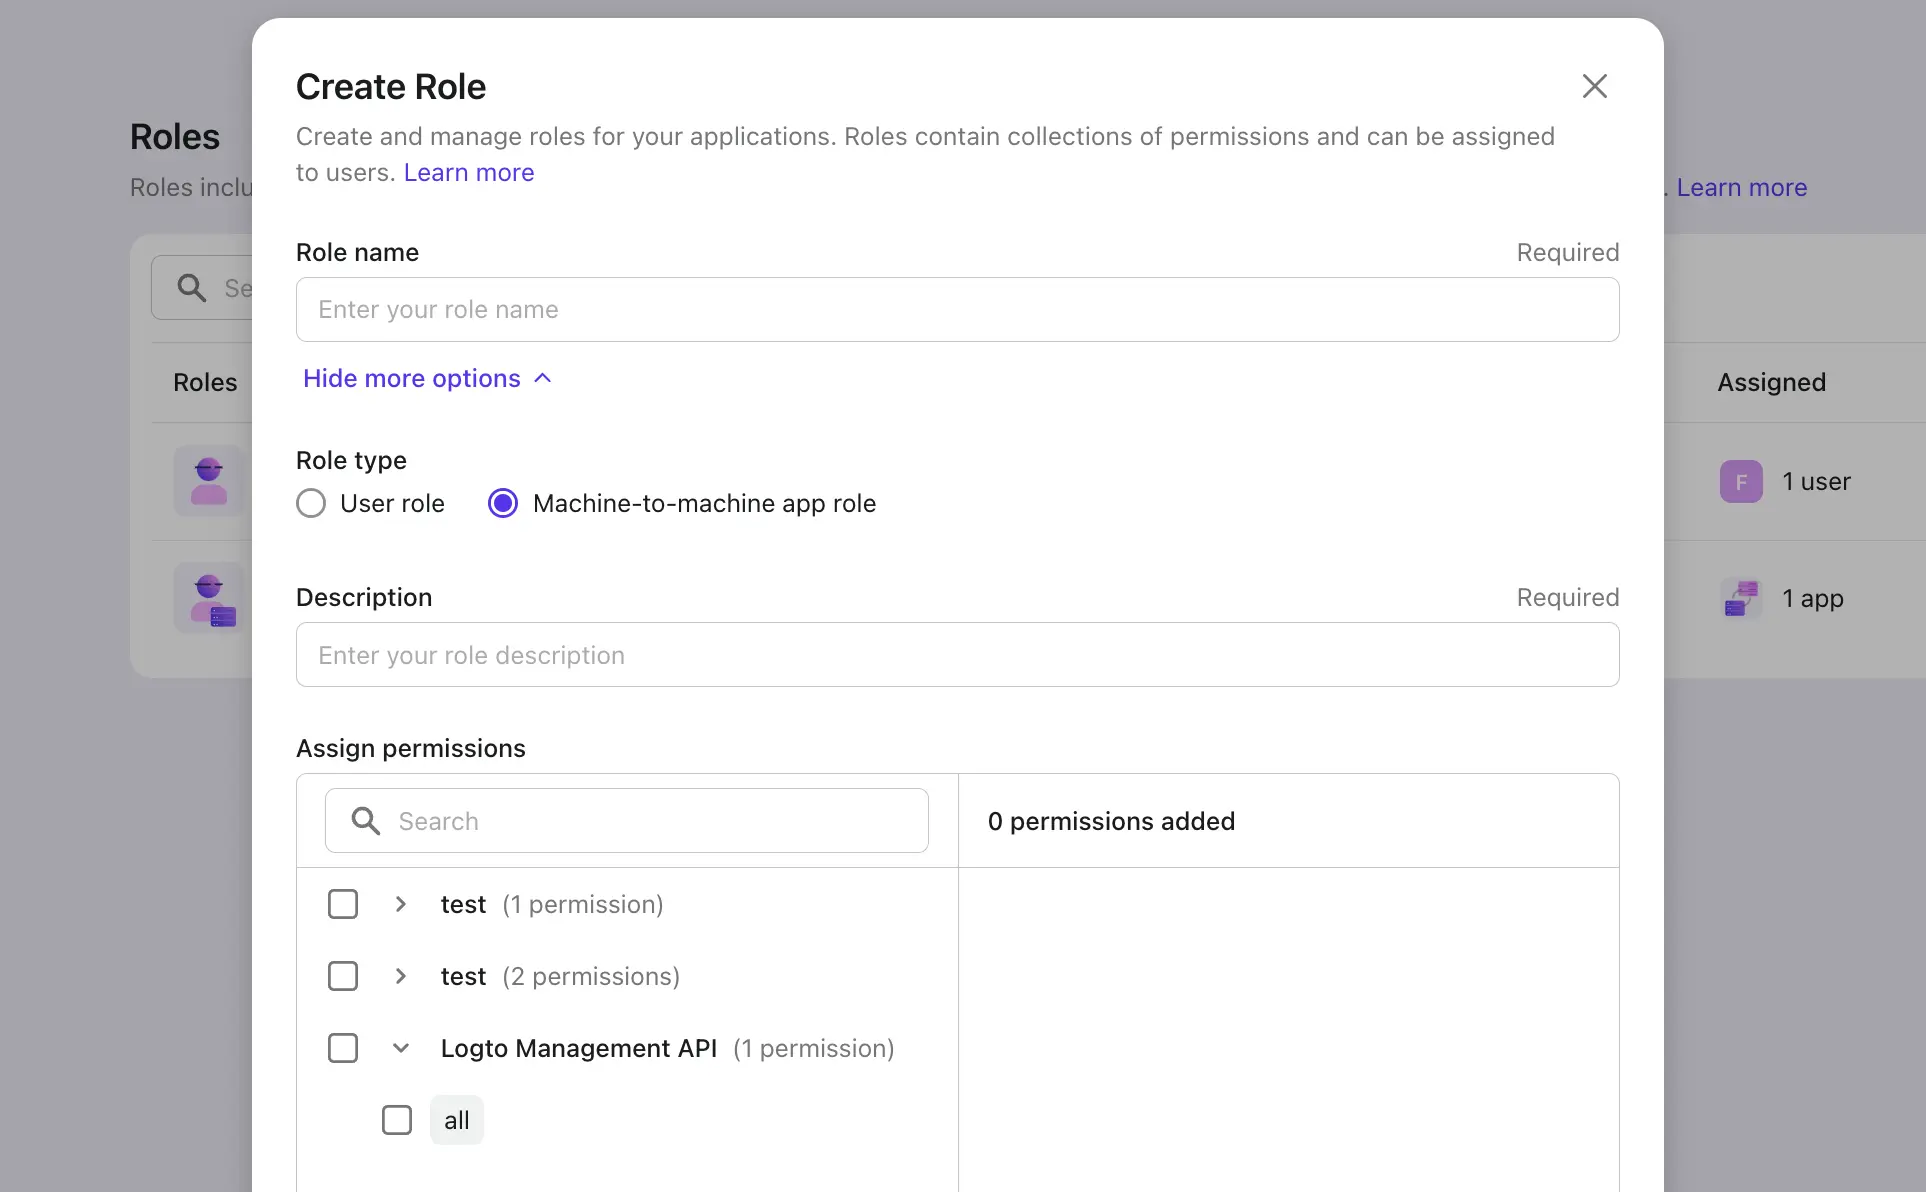 Create Role
Create and manage roles for your applications. Roles contain collections of permissions and can be assigned
to users. Learn more
Roles
Roles inclu
. Learn more
Role name
Required
Se
Enter your role name
Hide more options
Roles
Assigned
Role type
User role
Machine-to-machine app role
F
1 user
Description
Required
1 app
Enter your role description
Assign permissions
Search
0 permissions added
test (1 permission)
test (2 permissions)
Logto Management API (1 permission)
all